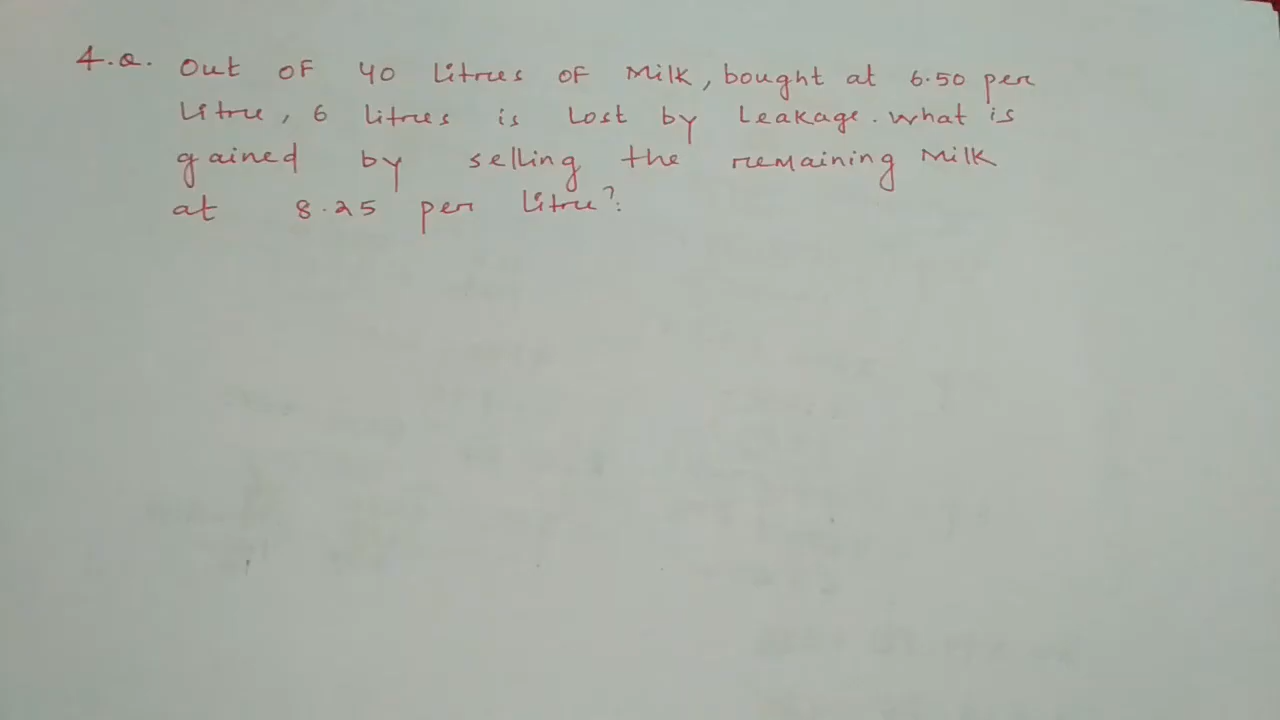 4.Q. Out OF 40 Litres OF Milk, bought at 6.50 per
Litre, 6 litres is Lost by Leakage. What is
gained by selling the remaining Milk
at 8.25 per Litre?